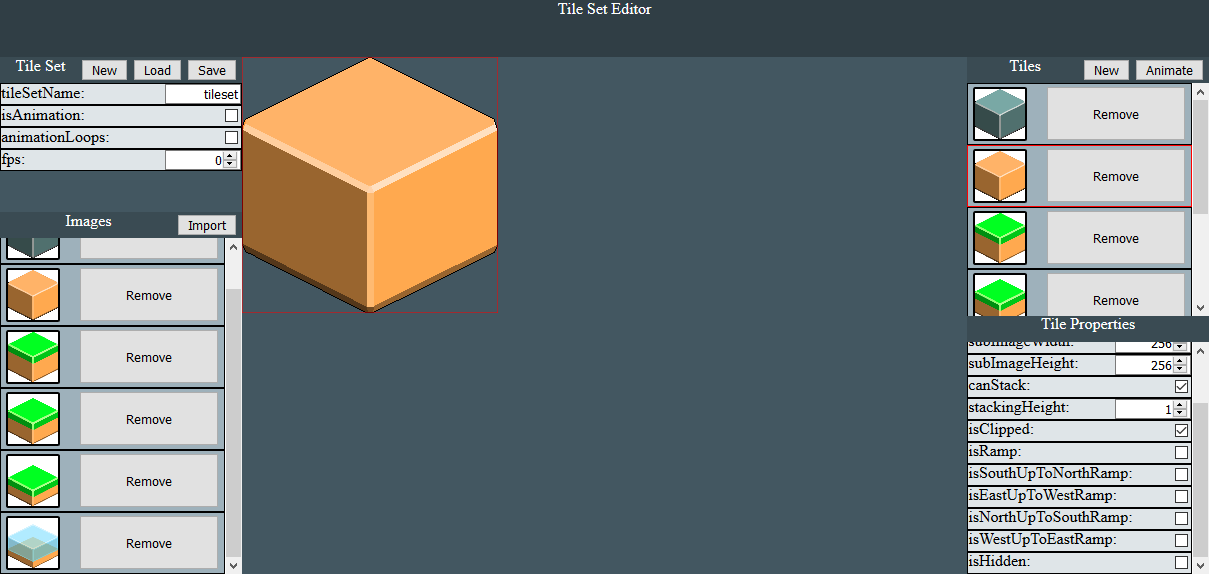 Tile Set Editor
Tile Set New Load Save
tileSetName: tileset
isAnimation:
animationLoops:
fps: 0
Images Import
Remove
Remove
Remove
Remove
Remove
Tiles New Animate
Remove
Remove
Remove
Remove
Tile Properties
subImageWidth: 256
subImageHeight: 256
canStack:
stackingHeight: 1
isClipped:
isRamp:
isSouthUpToNorthRamp:
isEastUpToWestRamp:
isNorthUpToSouthRamp:
isWestUpToEastRamp:
isHidden: